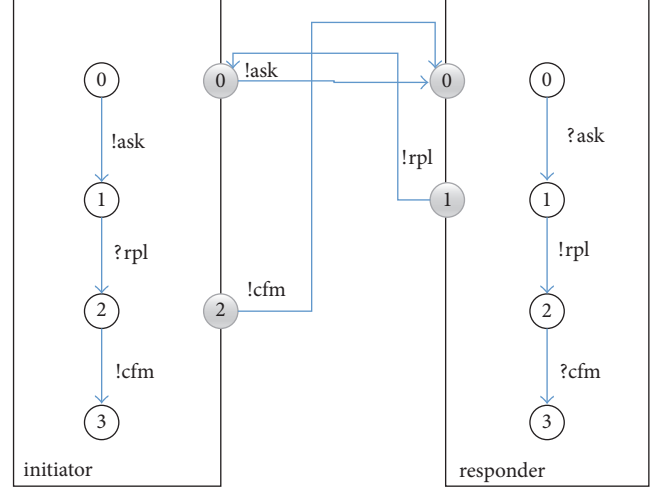 0
0
!ask
0
0
!ask
?ask
!rpl
1
1
1
?rpl
!rpl
!cfm
2
2
2
!cfm
?cfm
3
3
initiator
responder